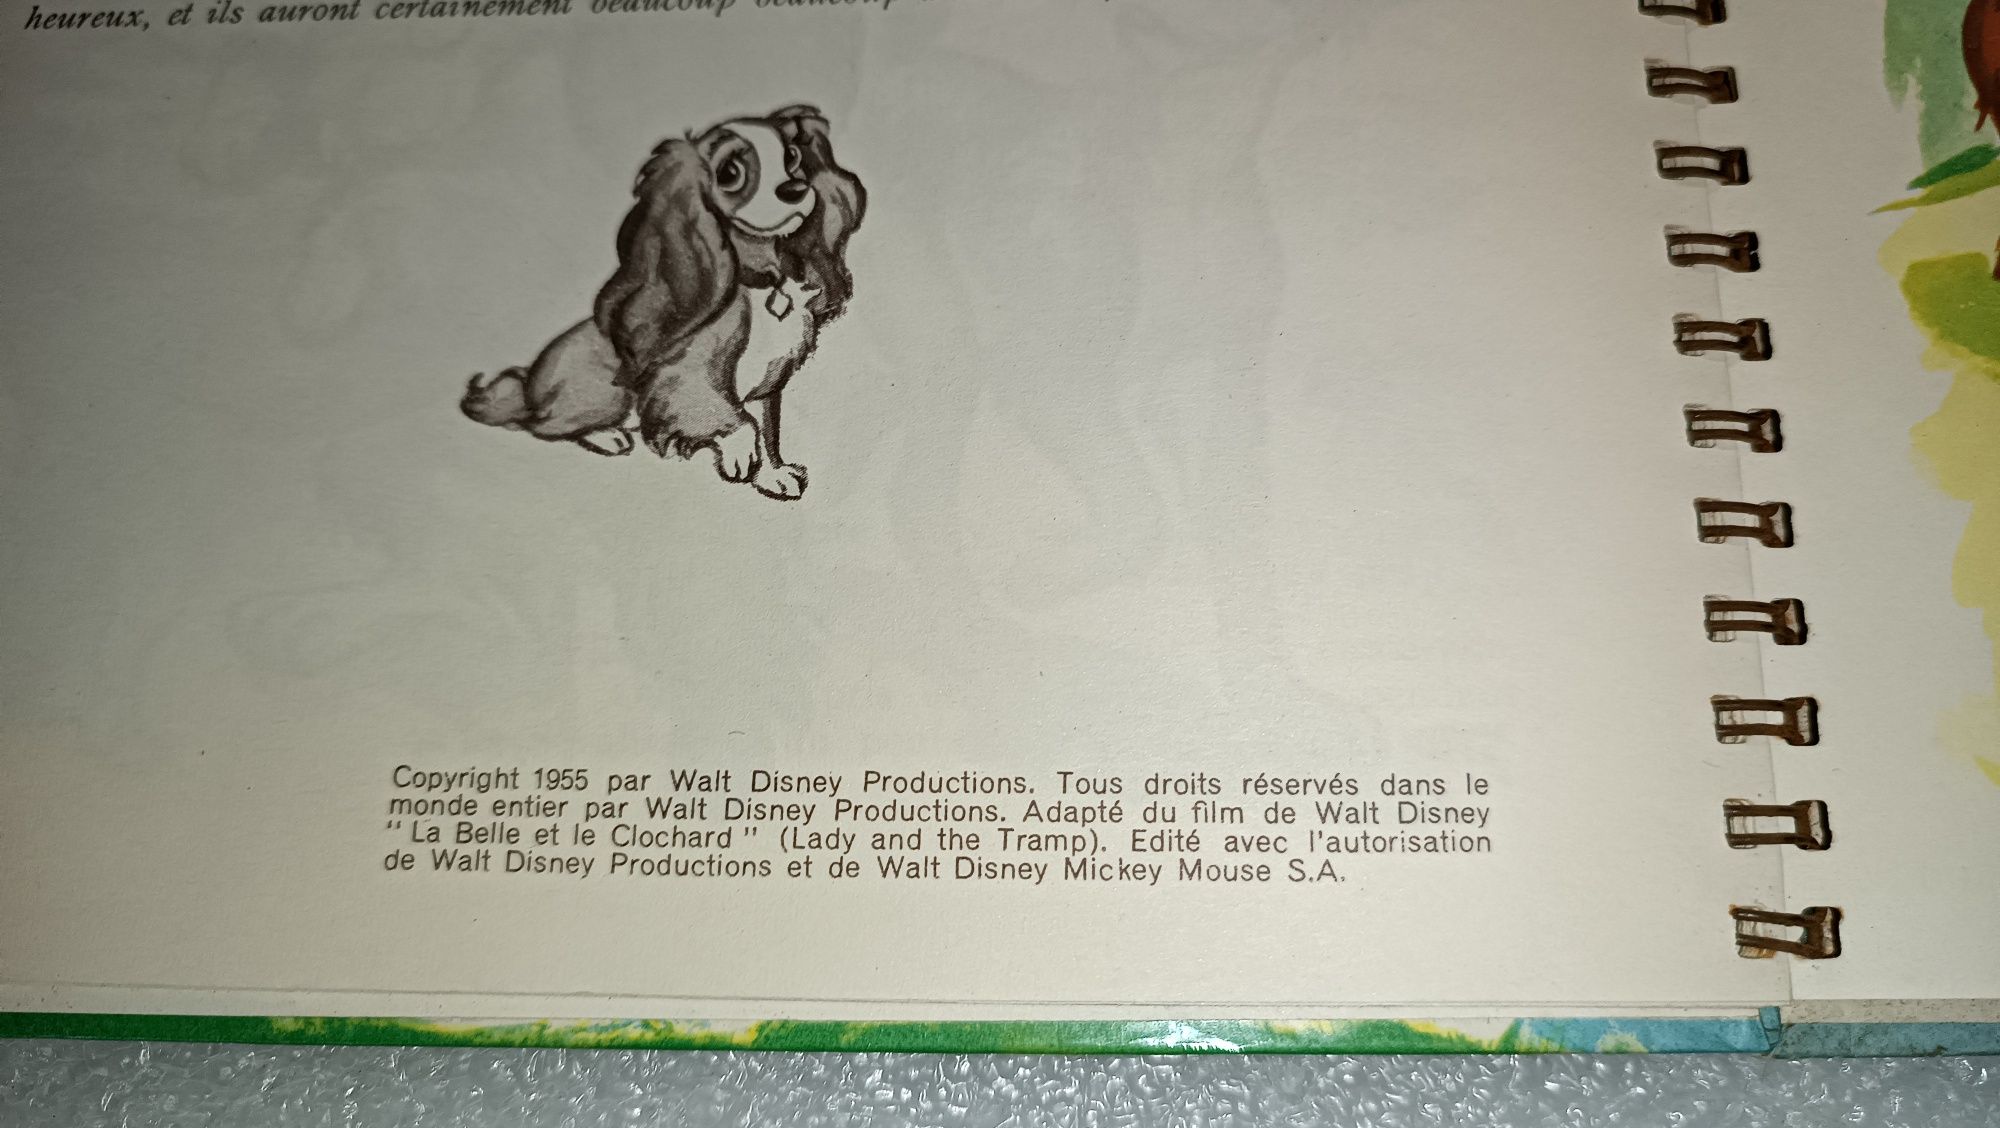 heureux, et ils auront certainement beaucoup beaucoup
Copyright 1955 par Walt Disney Productions. Tous droits réservés dans le
monde entier par Walt Disney Productions. Adapté du film de Walt Disney
" La Belle et le Clochard " (Lady and the Tramp). Edité avec l'autorisation
de Walt Disney Productions et de Walt Disney Mickey Mouse S.A.